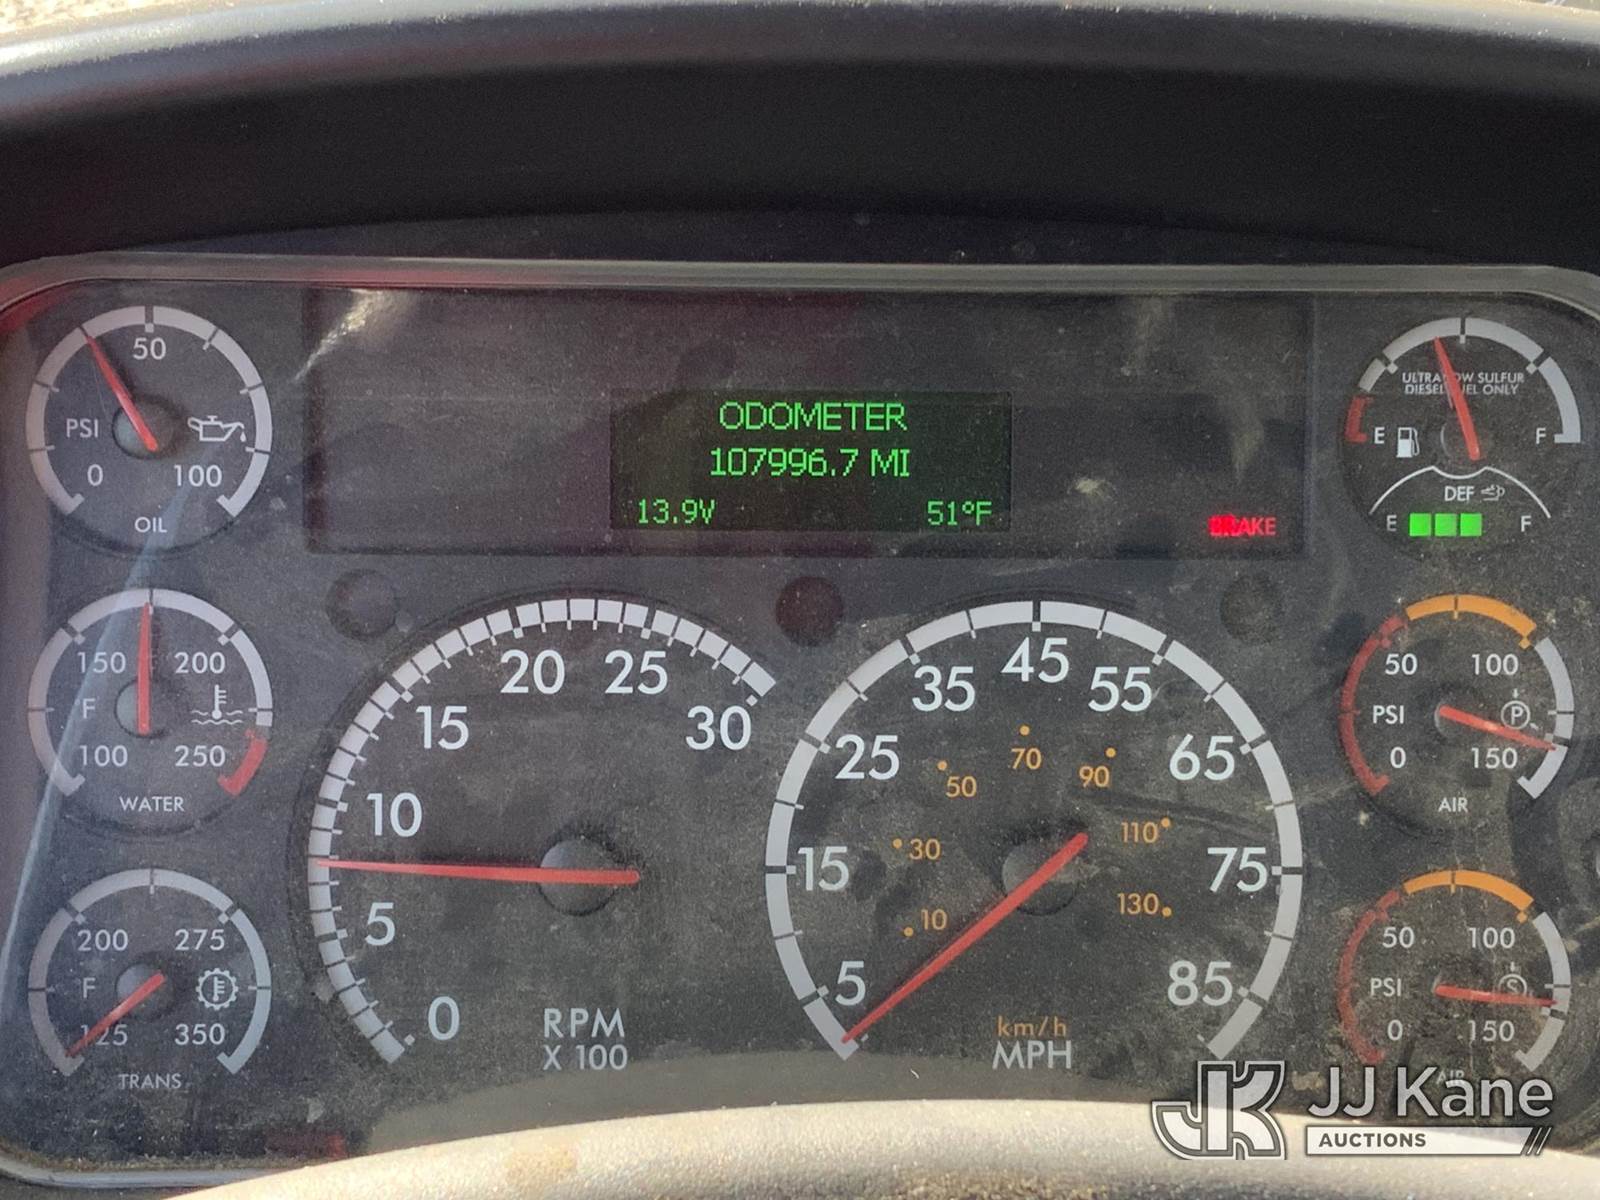 50
PSI
0 100
OIL
ODOMETER
107996.7 MI
13.9V 51°F
BRAKE
ULTRA LOW SULFUR
DIESEL FUEL ONLY
E F
DEF
E F
150 200
F
100 250
WATER
200 275
F
125 350
TRANS
0 5 10 15 20 25 30
RPM
X 100
5 15 25 35 45 55 65 75 85
10 30 50 70 90 110 130
km/h
MPH
50 100
PSI P
0 150
AIR
50 100
PSI S
0 150
AIR
JK JJ Kane
AUCTIONS